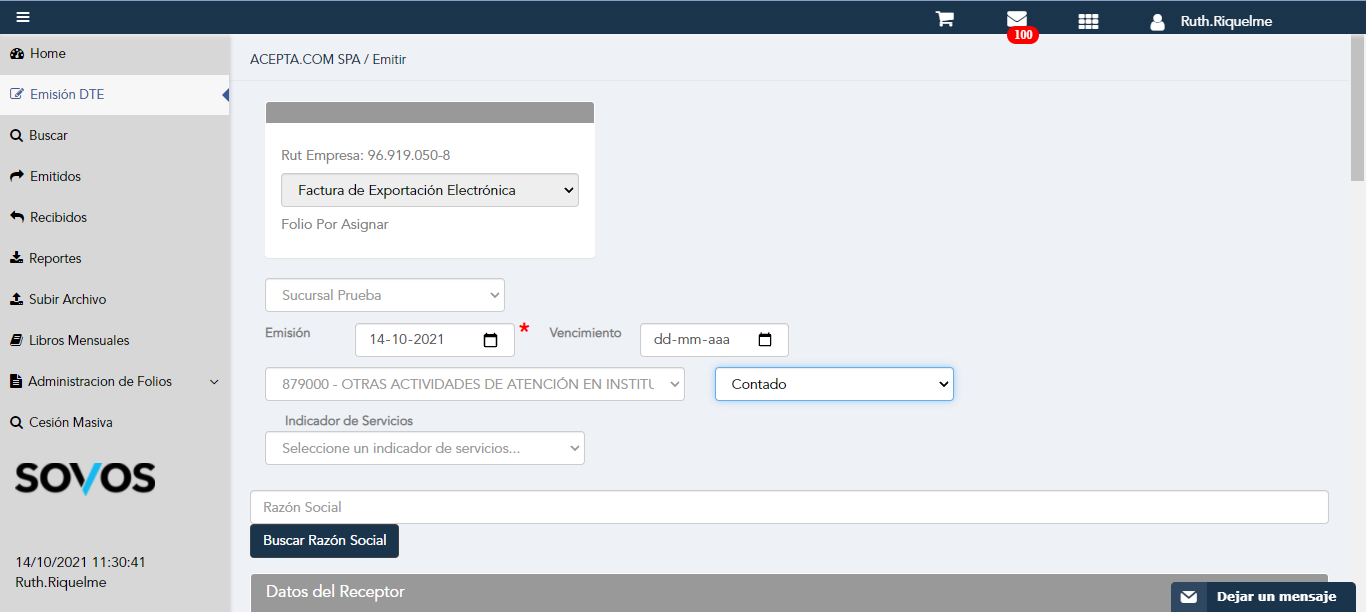 Ruth.Riquelme
100
Home
Emisión DTE
Buscar
Emitidos
Recibidos
Reportes
Subir Archivo
Libros Mensuales
Administracion de Folios
Cesión Masiva
SOVOS
14/10/2021 11:30:41
Ruth.Riquelme
ACEPTA.COM SPA / Emitir
Rut Empresa: 96.919.050-8
Factura de Exportación Electrónica
Folio Por Asignar
Sucursal Prueba
Emisión 14-10-2021 * Vencimiento dd-mm-aaa
879000 - OTRAS ACTIVIDADES DE ATENCIÓN EN INSTITU Contado
Indicador de Servicios
Seleccione un indicador de servicios...
Razón Social
Buscar Razón Social
Datos del Receptor
Dejar un mensaje